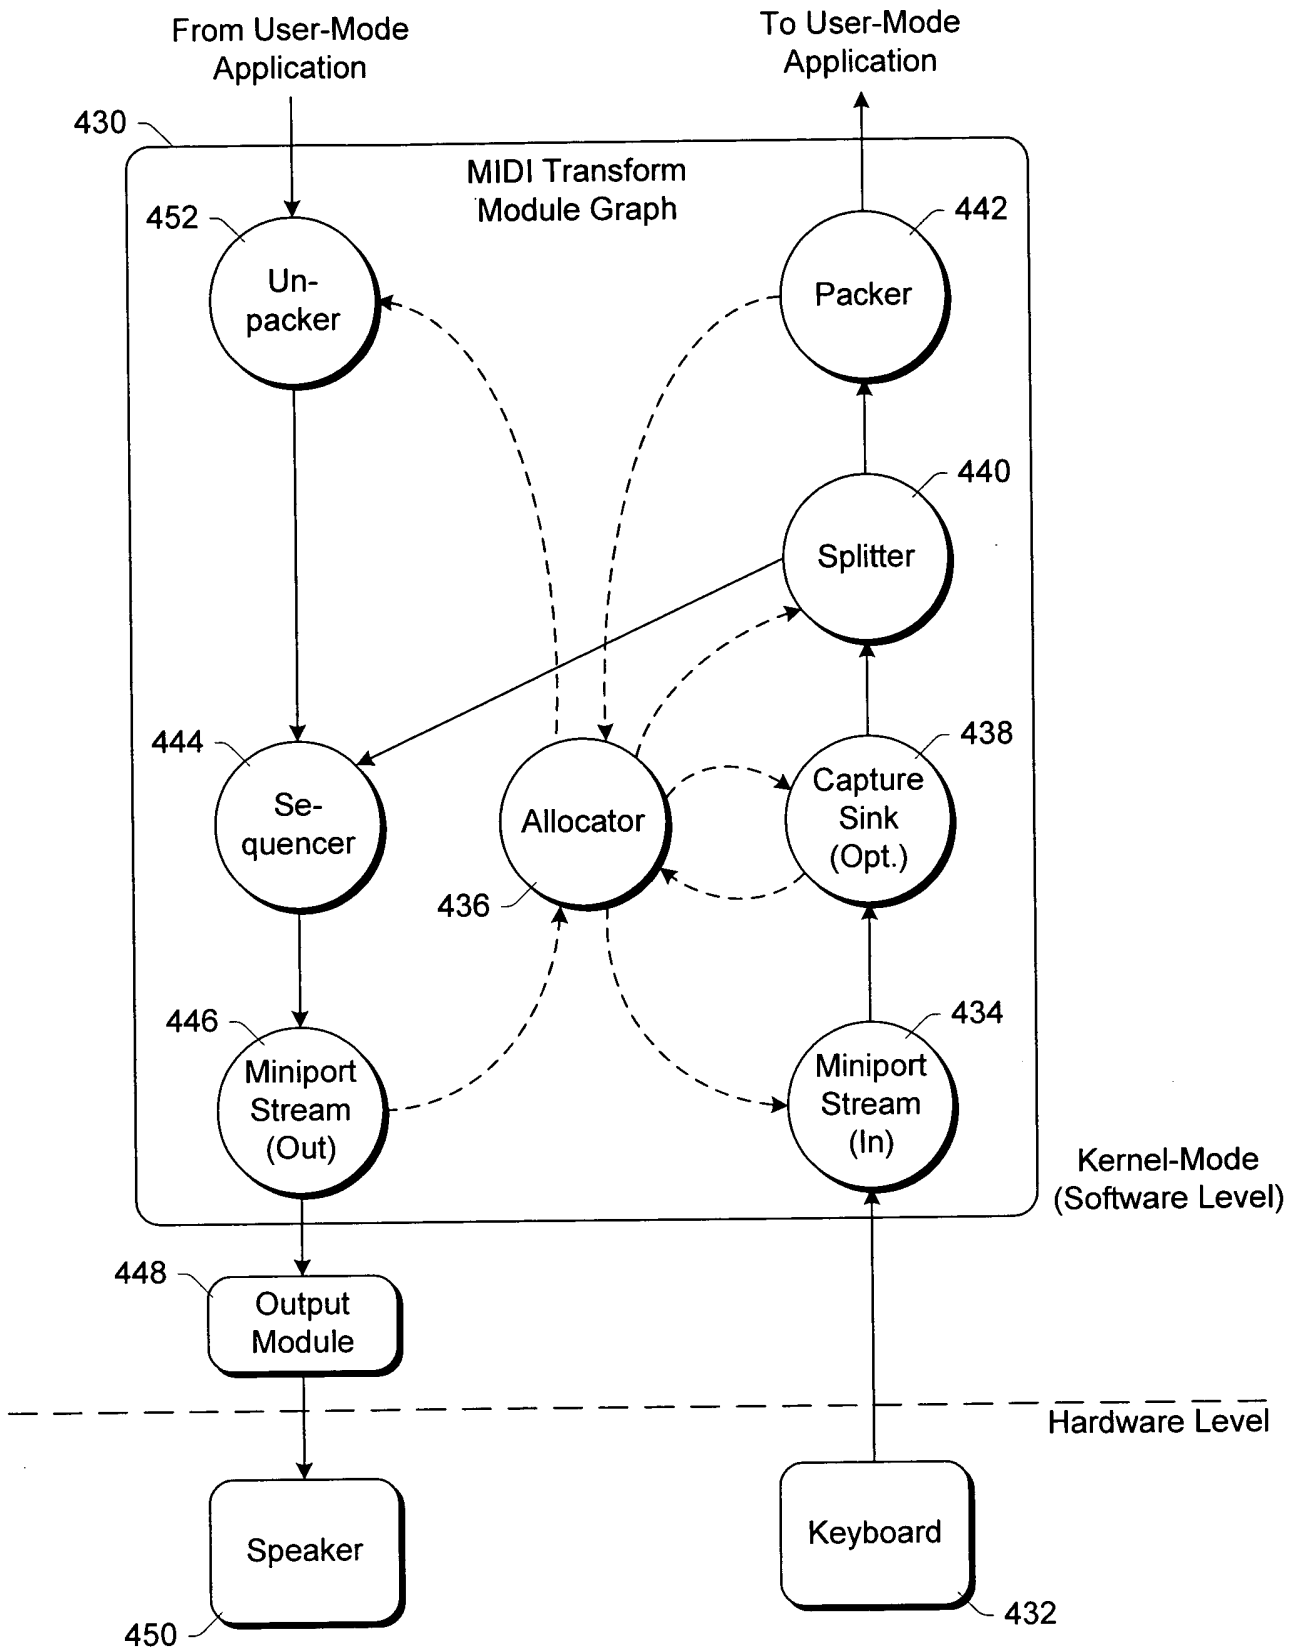 From User-Mode
Application
To User-Mode
Application
430
MIDI Transform
Module Graph
452
Un-
packer
442
Packer
440
Splitter
444
Se-
quencer
Allocator
436
438
Capture
Sink
(Opt.)
446
Miniport
Stream
(Out)
434
Miniport
Stream
(In)
Kernel-Mode
(Software Level)
448
Output
Module
Hardware Level
Speaker
450
Keyboard
432